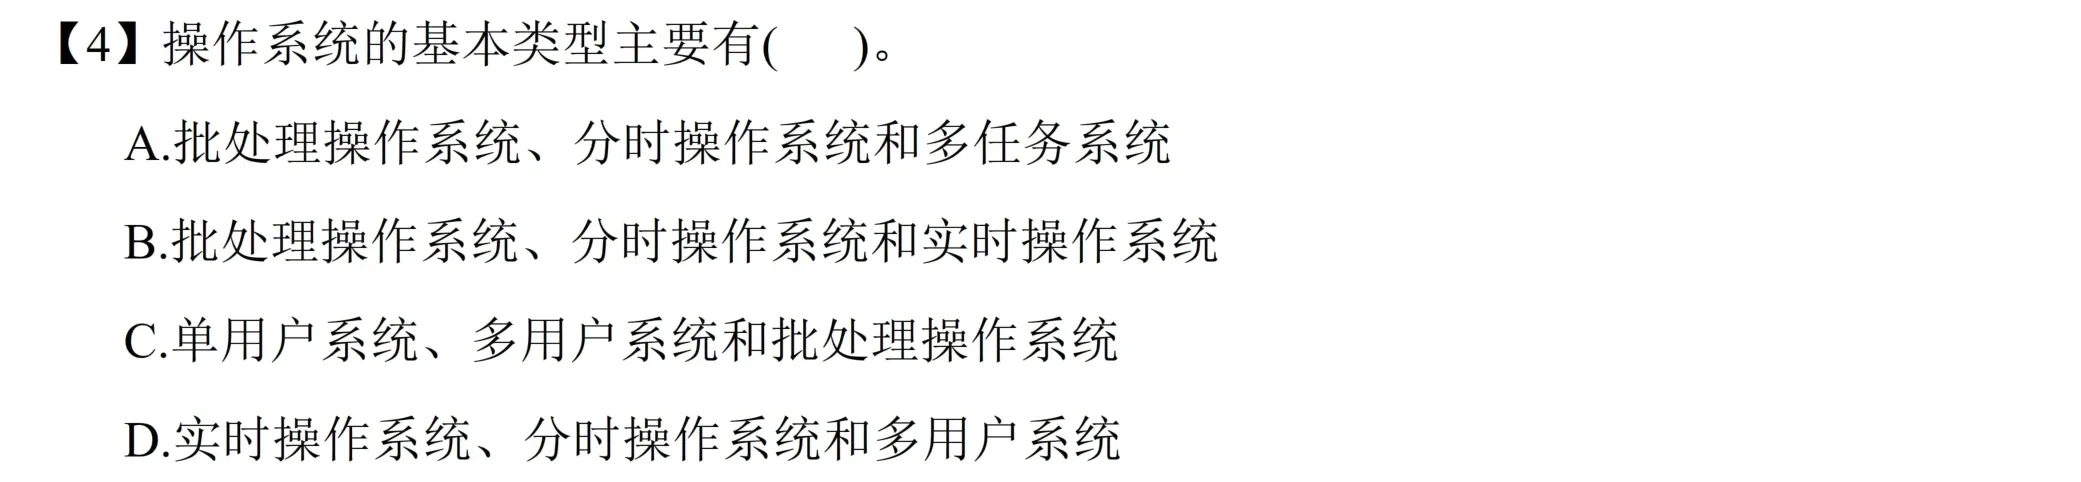 【4】操作系统的基本类型主要有(    )。
A.批处理操作系统、分时操作系统和多任务系统
B.批处理操作系统、分时操作系统和实时操作系统
C.单用户系统、多用户系统和批处理操作系统
D.实时操作系统、分时操作系统和多用户系统